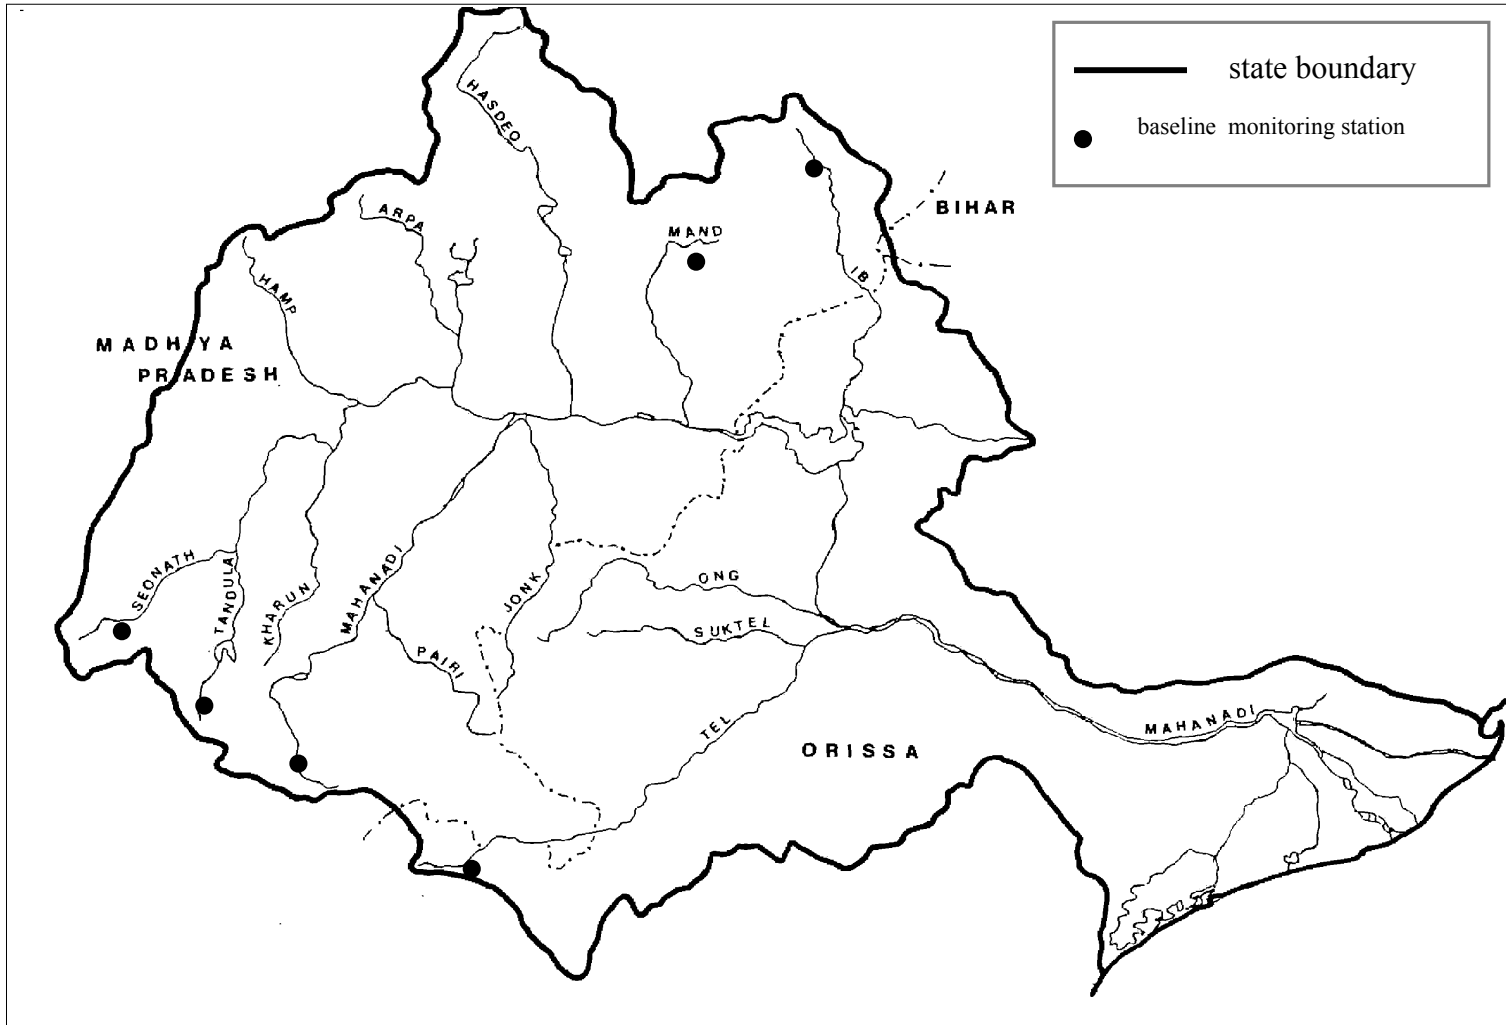 state boundary
baseline monitoring station
HASDEO
ARPA
MAND
BIHAR
IB
HAMP
MADHYA
PRADESH
SEONATH
TANDULA
KHARUN
MAHANADI
PAIRI
JONK
ONG
SUKTEL
TEL
ORISSA
MAHANADI